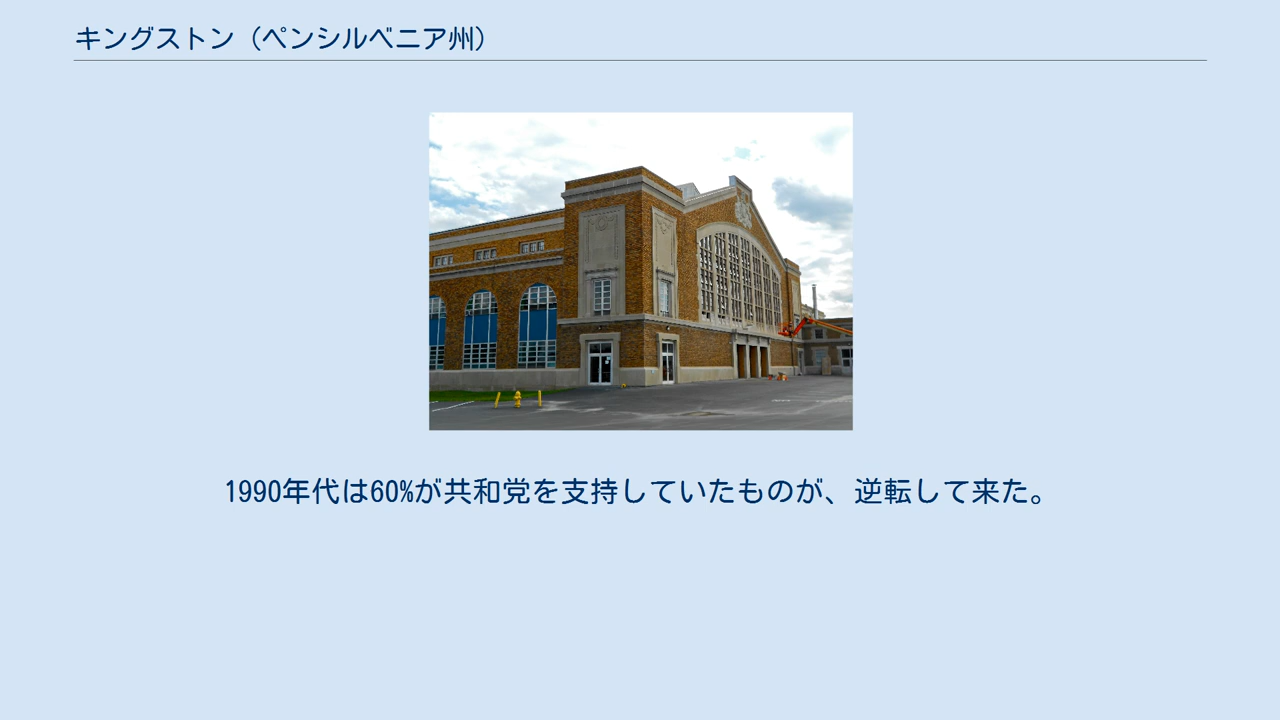 キングストン（ペンシルベニア州）
1990年代は60%が共和党を支持していたものが、逆転して来た。